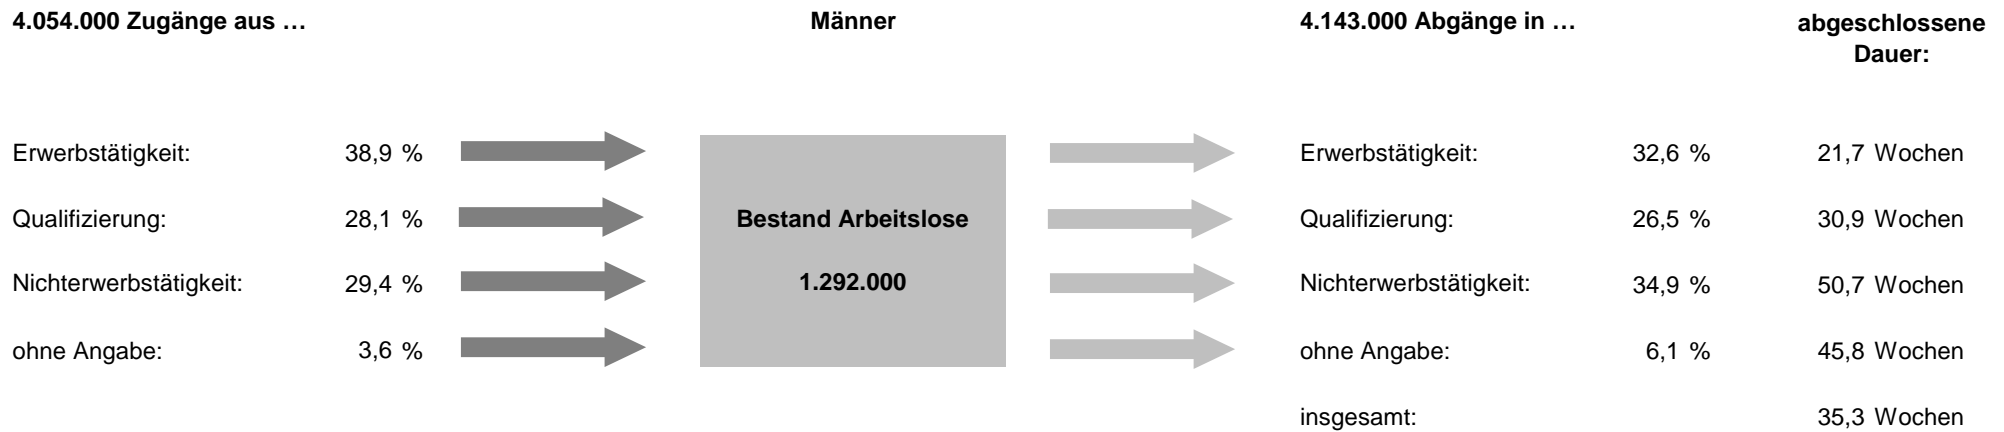 4.054.000 Zugänge aus … Männer 4.143.000 Abgänge in … abgeschlossene
Dauer:
Erwerbstätigkeit: 38,9 % Erwerbstätigkeit: 32,6 % 21,7 Wochen
Qualifizierung: 28,1 % Bestand Arbeitslose Qualifizierung: 26,5 % 30,9 Wochen
Nichterwerbstätigkeit: 29,4 % 1.292.000 Nichterwerbstätigkeit: 34,9 % 50,7 Wochen
ohne Angabe: 3,6 % ohne Angabe: 6,1 % 45,8 Wochen
insgesamt: 35,3 Wochen